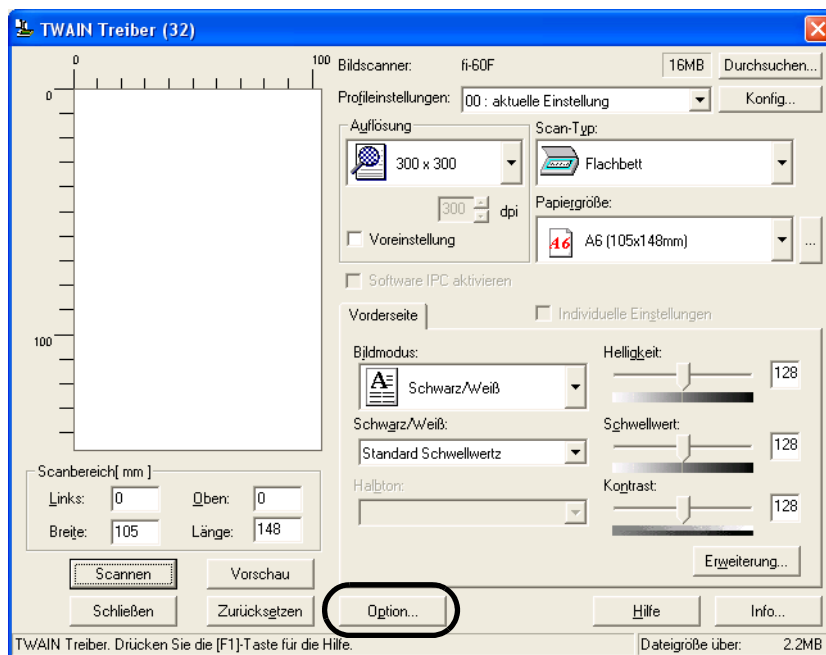 TWAIN Treiber (32)
0 100
0
100
Bildscanner: fi-60F 16MB Durchsuchen...
Profileinstellungen: 00 : aktuelle Einstellung Konfig...
Auflösung
300 x 300
300 dpi
Voreinstellung
Scan-Typ:
Flachbett
Papiergröße:
A6 A6 (105x148mm) ...
Software IPC aktivieren
Vorderseite
Individuelle Einstellungen
Bildmodus:
A Schwarz/Weiß
Schwarz/Weiß:
Standard Schwellwertz
Halbton:
Helligkeit:
128
Schwellwert:
128
Kontrast:
128
Erweiterung...
Scanbereich[ mm ]
Links: 0 Oben: 0
Breite: 105 Länge: 148
Scannen Vorschau
Schließen Zurücksetzen Option... Hilfe Info...
TWAIN Treiber. Drücken Sie die [F1]-Taste für die Hilfe. Dateigröße über: 2.2MB